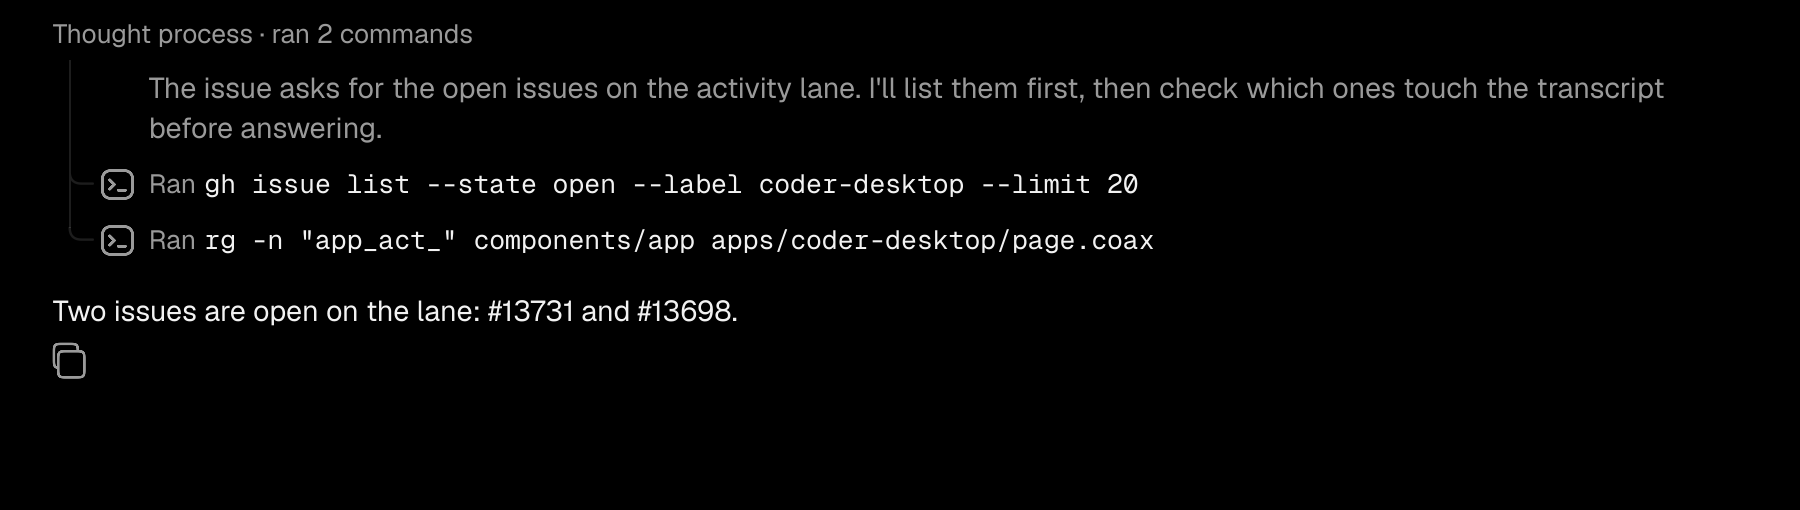 Thought process · ran 2 commands
The issue asks for the open issues on the activity lane. I'll list them first, then check which ones touch the transcript
before answering.
Ran gh issue list --state open --label coder-desktop --limit 20
Ran rg -n "app_act_" components/app apps/coder-desktop/page.coax
Two issues are open on the lane: #13731 and #13698.